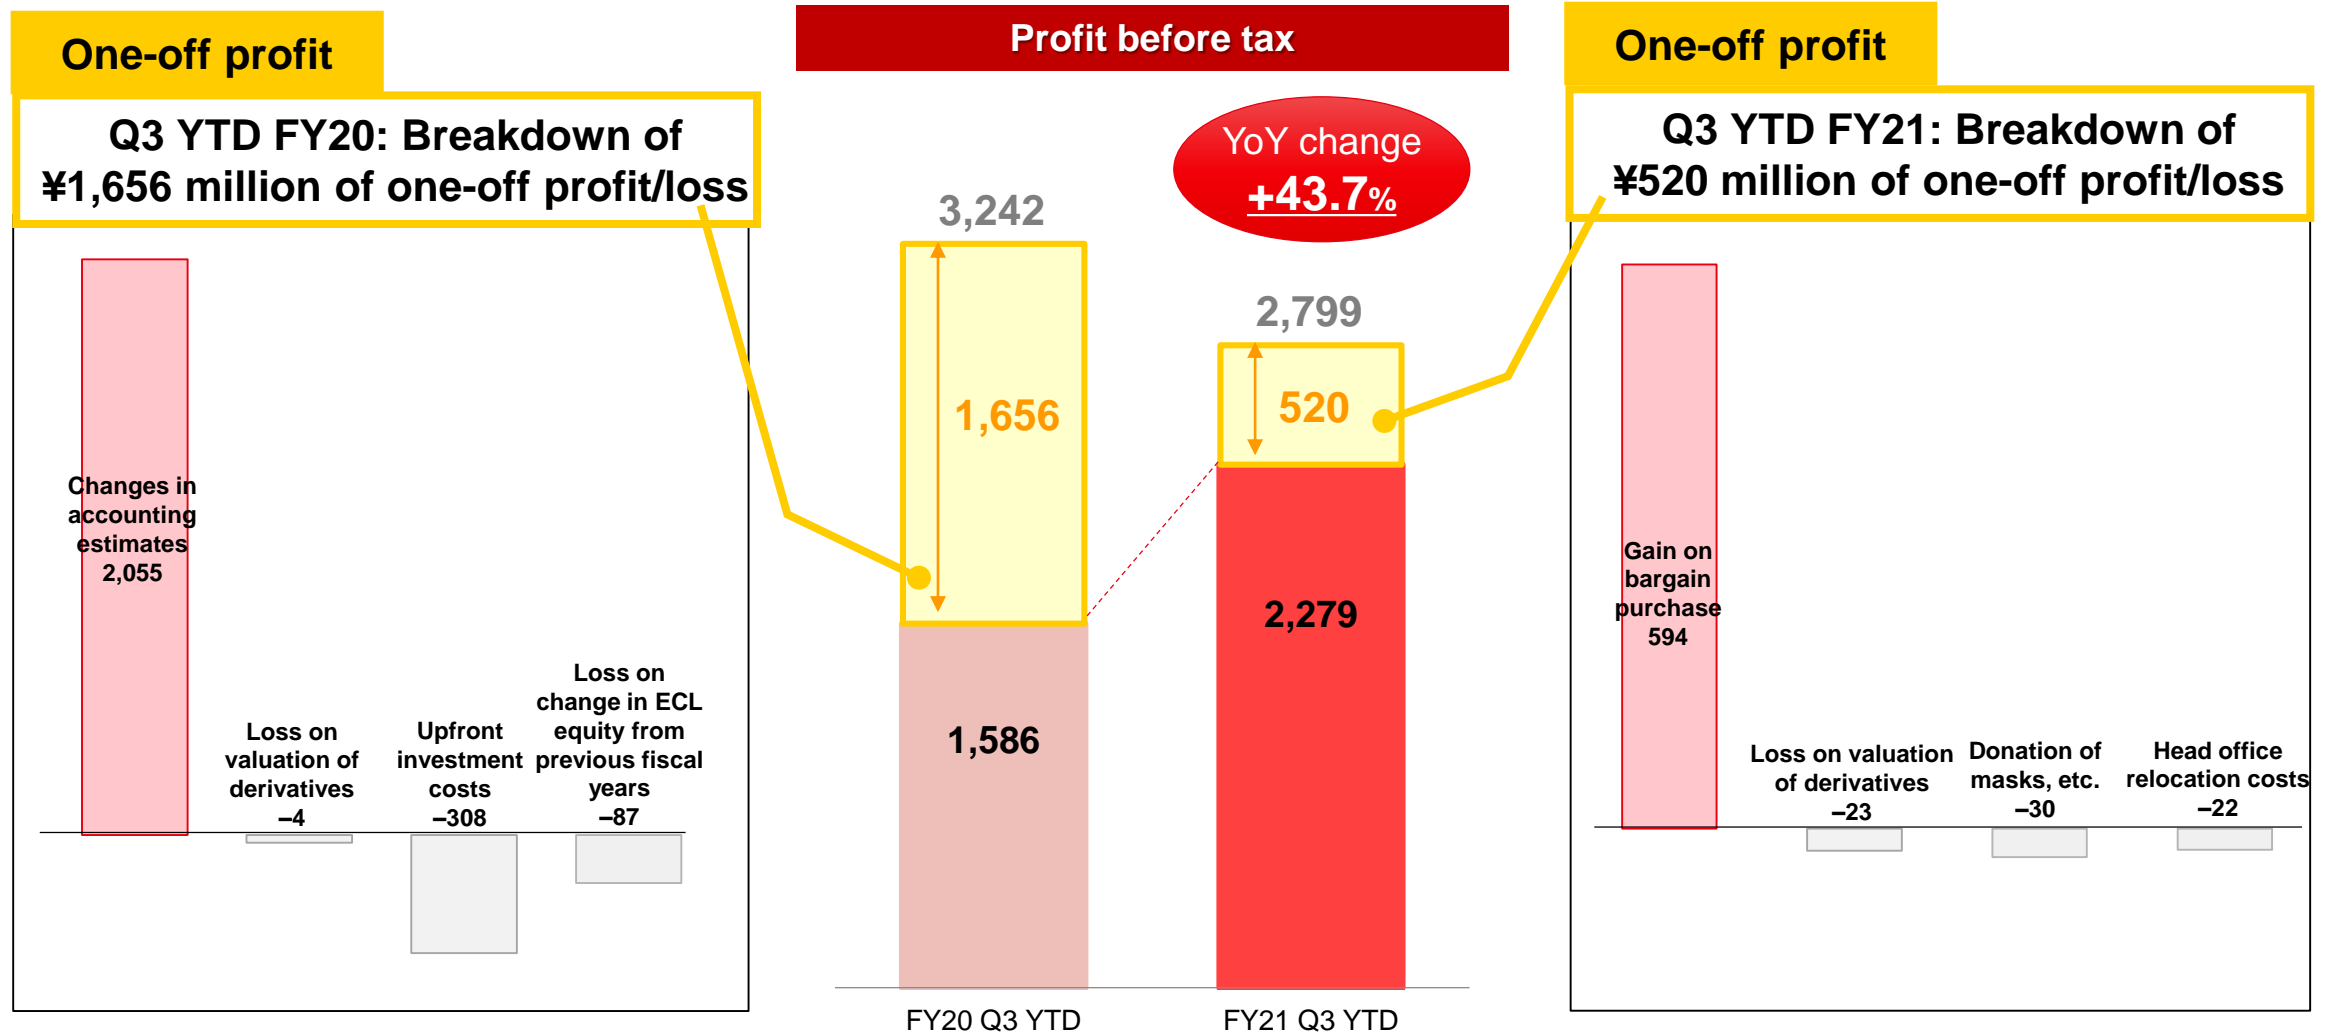 One-off profit
Q3 YTD FY20: Breakdown of
¥1,656 million of one-off profit/loss
Changes in
accounting
estimates
2,055
Loss on
valuation of
derivatives
–4
Upfront
investment
costs
–308
Loss on
change in ECL
equity from
previous fiscal
years
–87
Profit before tax
YoY change
+43.7%
3,242
1,656
1,586
FY20 Q3 YTD
2,799
520
2,279
FY21 Q3 YTD
One-off profit
Q3 YTD FY21: Breakdown of
¥520 million of one-off profit/loss
Gain on
bargain
purchase
594
Loss on valuation
of derivatives
–23
Donation of
masks, etc.
–30
Head office
relocation costs
–22